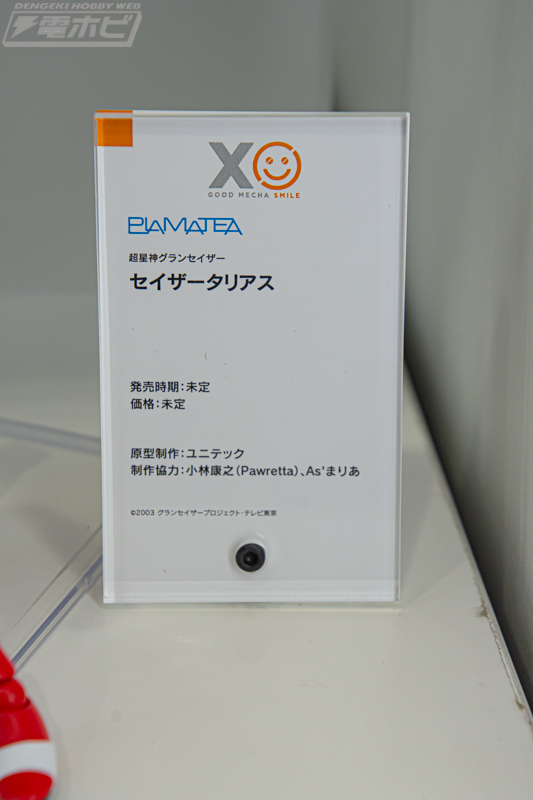 DENGEKI HOBBY WEB
電ホビ
XO
GOOD MECHA SMILE
PLAMATEA
超星神グランセイザー
セイザータリアス
発売時期：未定
価格：未定
原型制作：ユニテック
制作協力：小林康之（Pawretta）、As'まりあ
©2003 グランセイザープロジェクト・テレビ東京